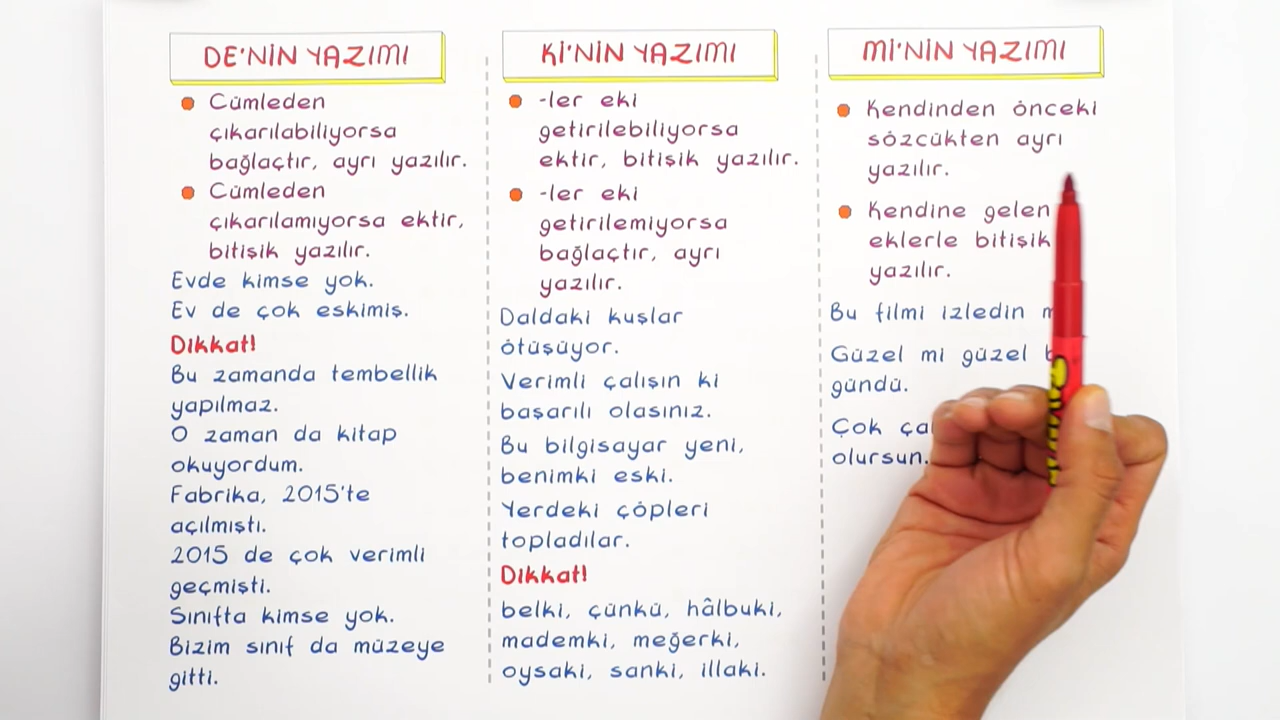 DE'NİN YAZIMI
Cümleden
çıkarılabiliyorsa
bağlaçtır, ayrı yazılır.
Cümleden
çıkarılamıyorsa ektir,
bitişik yazılır.
Evde kimse yok.
Ev de çok eskimiş.
Dikkat!
Bu zamanda tembellik
yapılmaz.
O zaman da kitap
okuyordum.
Fabrika, 2015'te
açılmıştı.
2015 de çok verimli
geçmişti.
Sınıfta kimse yok.
Bizim sınıf da müzeye
gitti.
Kİ'NİN YAZIMI
-ler eki
getirilebiliyorsa
ektir, bitişik yazılır.
-ler eki
getirilemiyorsa
bağlaçtır, ayrı
yazılır.
Daldaki kuşlar
ötüşüyor.
Verimli çalışın ki
başarılı olasınız.
Bu bilgisayar yeni,
benimki eski.
Yerdeki çöpleri
topladılar.
Dikkat!
belki, çünkü, hâlbuki,
mademki, meğerki,
oysaki, sanki, illaki.
Mİ'NİN YAZIMI
Kendinden önceki
sözcükten ayrı
yazılır.
Kendine gelen
eklerle bitişik
yazılır.
Bu filmi izledin
Güzel mi güzel
gündü.
Çok
olursun.